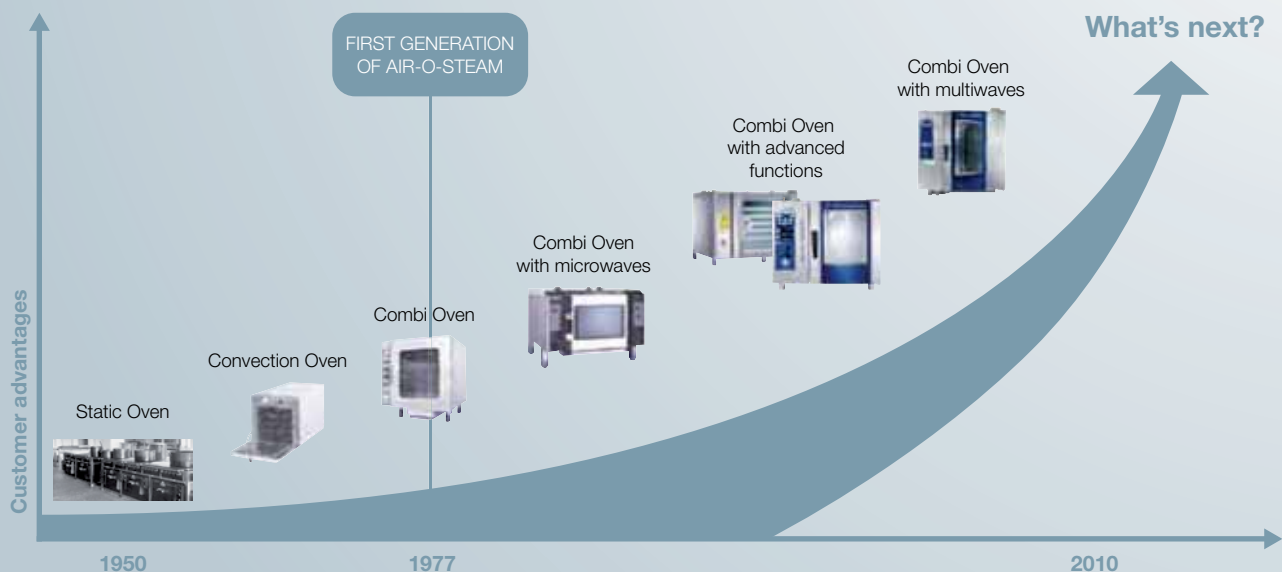 What's next?
FIRST GENERATION
OF AIR-O-STEAM
Combi Oven
with multiwaves
Combi Oven
with advanced
functions
Combi Oven
with microwaves
Combi Oven
Convection Oven
Static Oven
Customer advantages
1950
1977
2010